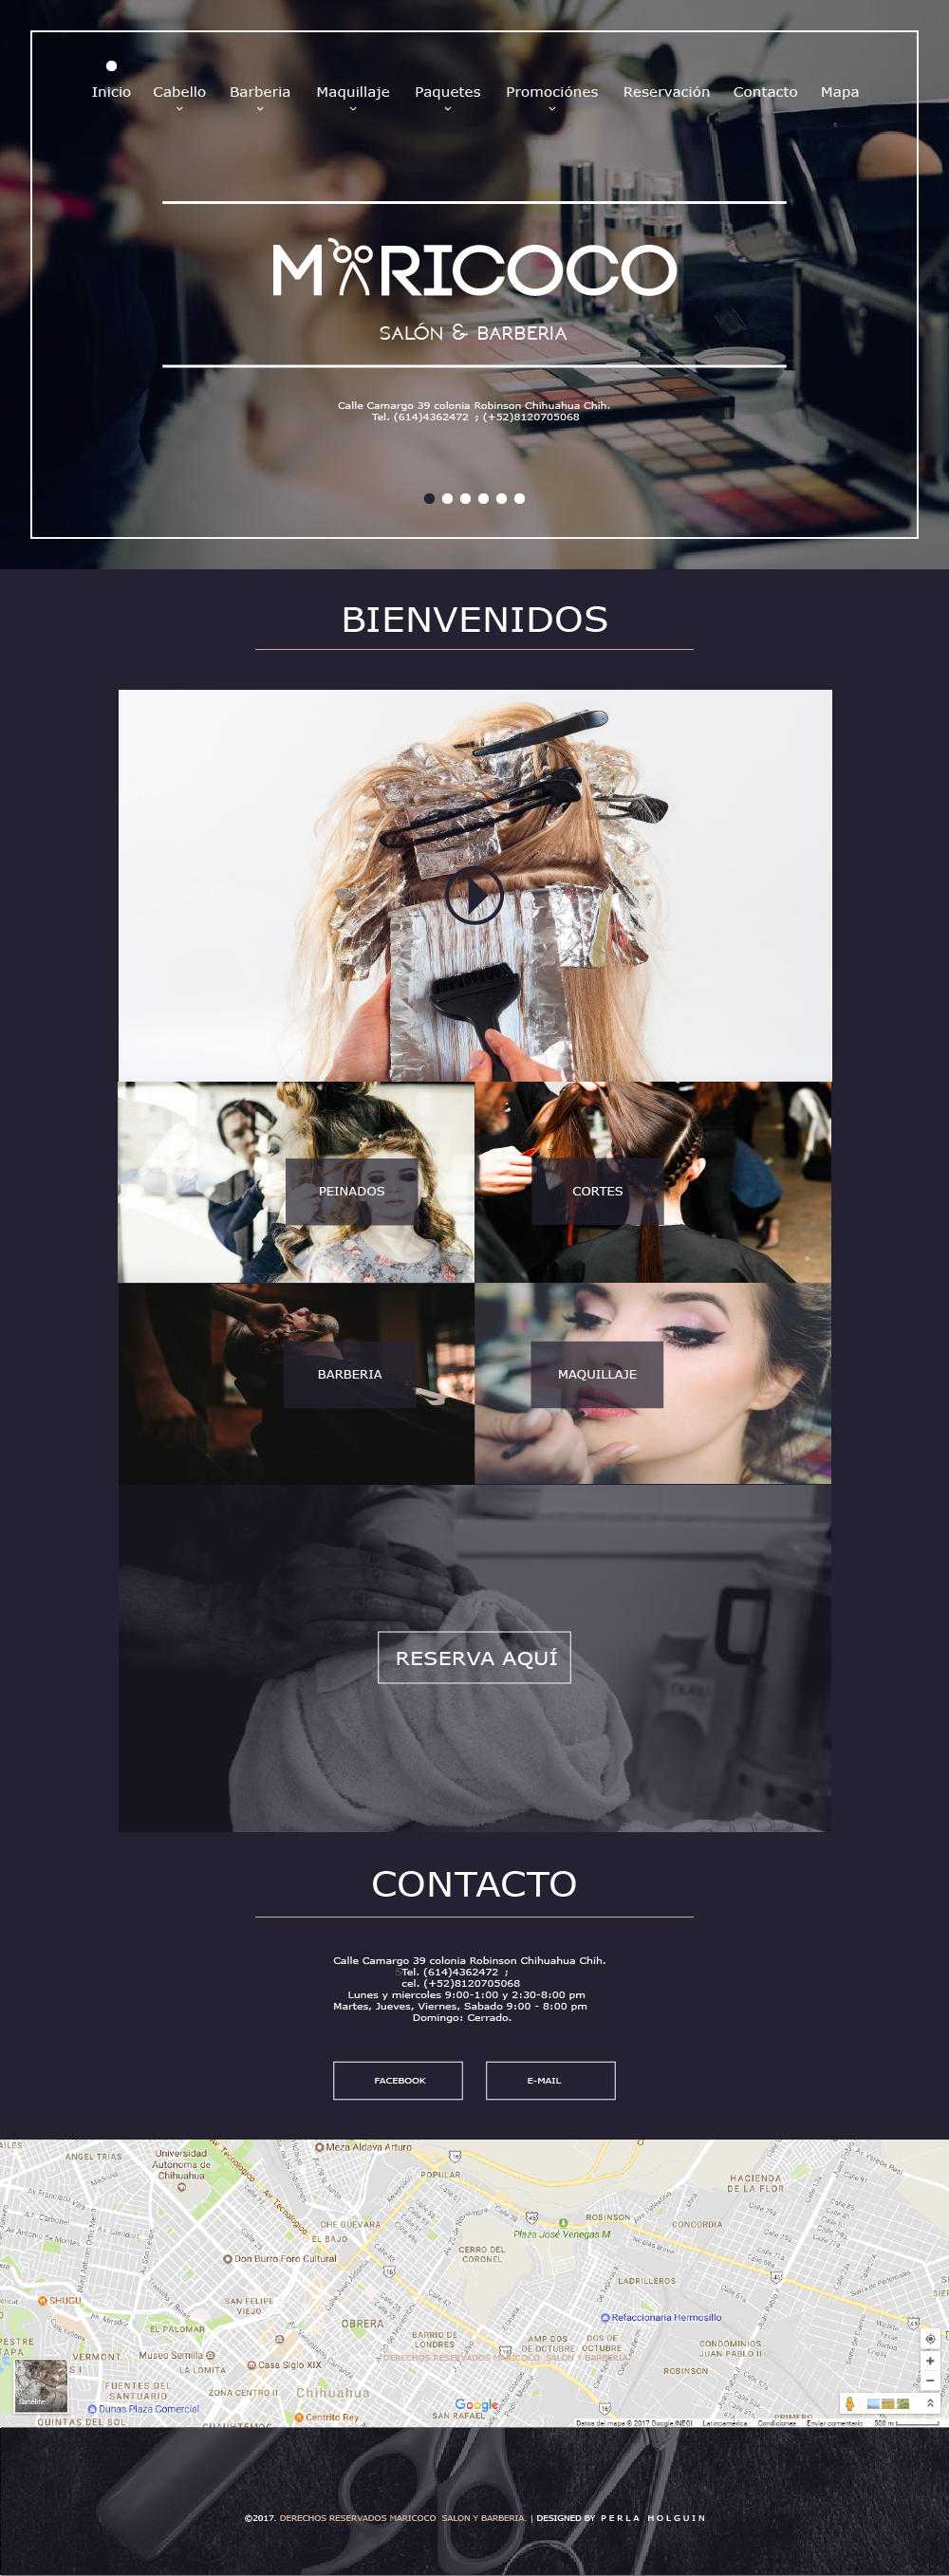 Inicio Cabello Barberia Maquillaje Paquetes Promociónes Reservación Contacto Mapa
MARICOCO
SALÓN & BARBERIA
Calle Camargo 39 colonia Robinson Chihuahua Chih.
Tel. (614)4362472 ; (+52)8120705068
BIENVENIDOS
PEINADOS
CORTES
BARBERIA
MAQUILLAJE
RESERVA AQUÍ
CONTACTO
Calle Camargo 39 colonia Robinson Chihuahua Chih.
Tel. (614)4362472 ;
cel. (+52)8120705068
Lunes y miercoles 9:00-1:00 y 2:30-8:00 pm
Martes, Jueves, Viernes, Sabado 9:00 - 8:00 pm
Domingo: Cerrado.
FACEBOOK
E-MAIL
Meza Aldava Arturo
ANGEL TRÍAS
Universidad
Autónoma de
Chihuahua
Av. Tecnologico
Av. Tecnologico
POPULAR
HACIENDA
DE LA FLOR
CHE GUEVARA
EL BAJO
Plaza José Venegas M
ROBINSON
CONCORDIA
Don Burro Foro Cultural
CERRO DEL
CORONEL
LADRILLEROS
SHUGU
SAN FELIPE
VIEJO
Refaccionaria Hermosillo
EL PALOMAR
OBRERA
BARRIO DE
LONDRES
AMP DOS
DE OCTUBRE
DOS DE
OCTUBRE
CONDOMINIOS
JUAN PABLO II
DERECHOS RESERVADOS MARICOCO SALON Y BARBERIA
VERMONT
Museo Semilla
LA LOMITA
Casa Siglo XIX
ROBINSON
FUENTES DEL
SANTUARIO
ZONA CENTRO II
Chihuahua
Satélite
Dunas Plaza Comercial
Google
Centrito Rey
SAN RAFAEL
PRIMERO
QUINTAS DEL SOL
CUAUHTEMOC
Datos del mapa © 2017 Google, INEGI Latinoamérica Condiciones Enviar comentario 500 m
©2017. DERECHOS RESERVADOS MARICOCO SALON Y BARBERIA. | DESIGNED BY PERLA HOLGUIN